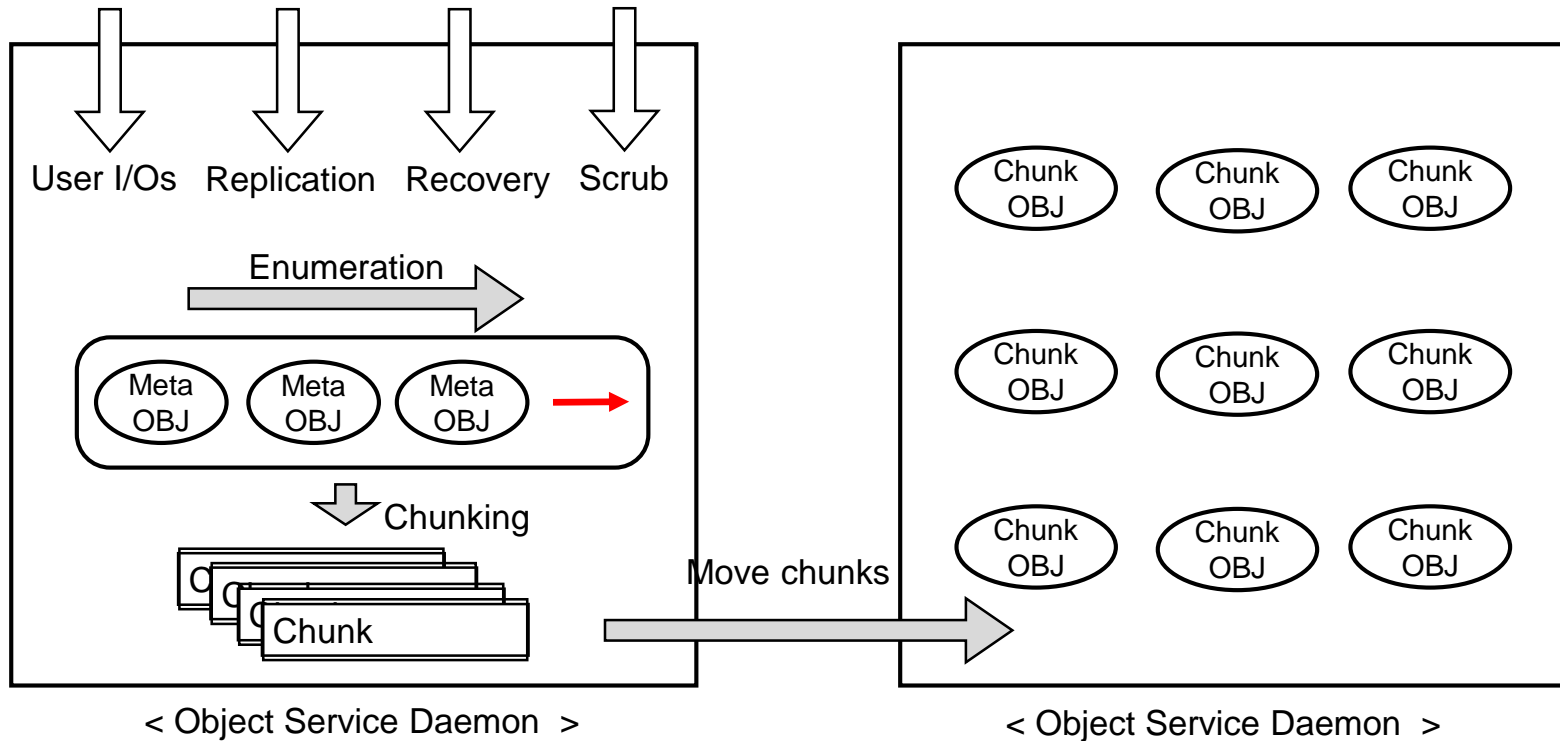 User I/Os Replication Recovery Scrub
Enumeration
Meta OBJ
Meta OBJ
Meta OBJ
Chunking
Chunk
Move chunks
< Object Service Daemon >
Chunk OBJ
Chunk OBJ
Chunk OBJ
Chunk OBJ
Chunk OBJ
Chunk OBJ
Chunk OBJ
Chunk OBJ
Chunk OBJ
< Object Service Daemon >